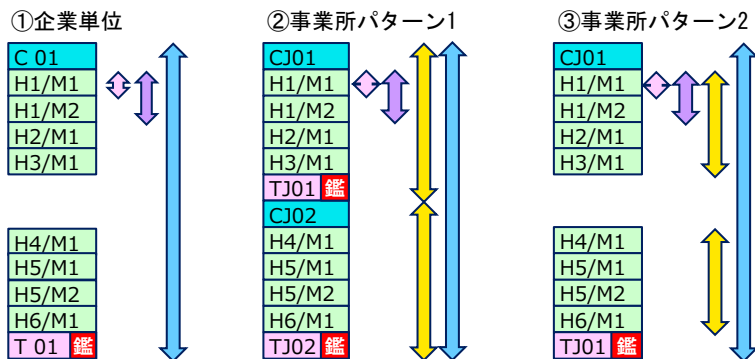 ①企業単位
C 01
H1/M1
H1/M2
H2/M1
H3/M1
H4/M1
H5/M1
H5/M2
H6/M1
T 01 鑑
②事業所パターン1
CJ01
H1/M1
H1/M2
H2/M1
H3/M1
TJ01 鑑
CJ02
H4/M1
H5/M1
H5/M2
H6/M1
TJ02 鑑
③事業所パターン2
CJ01
H1/M1
H1/M2
H2/M1
H3/M1
H4/M1
H5/M1
H5/M2
H6/M1
TJ01 鑑